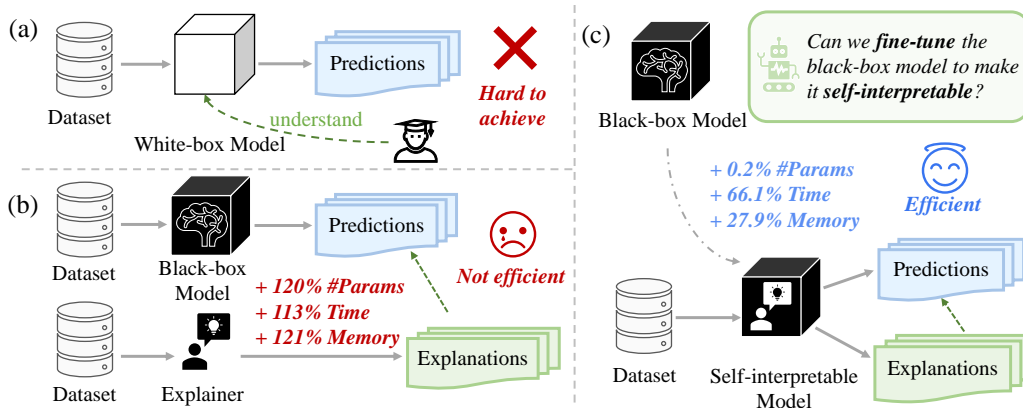 (a)
Dataset
White-box Model
understand
Predictions
Hard to
achieve
(b)
Dataset
Black-box
Model
Predictions
Not efficient
+ 120% #Params
+ 113% Time
+ 121% Memory
Dataset
Explainer
Explanations
(c)
Black-box Model
Can we fine-tune the
black-box model to make
it self-interpretable?
+ 0.2% #Params
+ 66.1% Time
+ 27.9% Memory
Efficient
Dataset
Self-interpretable
Model
Predictions
Explanations